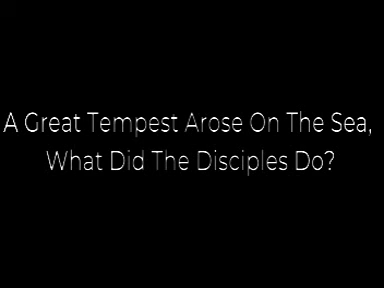 A Great Tempest Arose On The Sea,
What Did The Disciples Do?